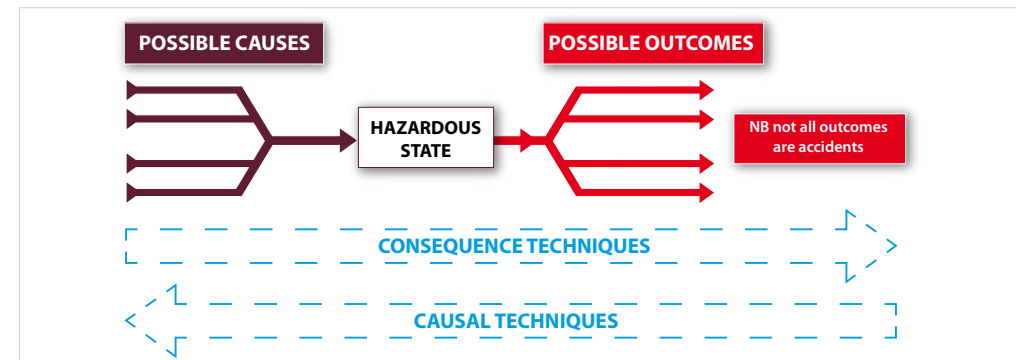 POSSIBLE CAUSES
POSSIBLE OUTCOMES
HAZARDOUS
STATE
NB not all outcomes
are accidents
CONSEQUENCE TECHNIQUES
CAUSAL TECHNIQUES